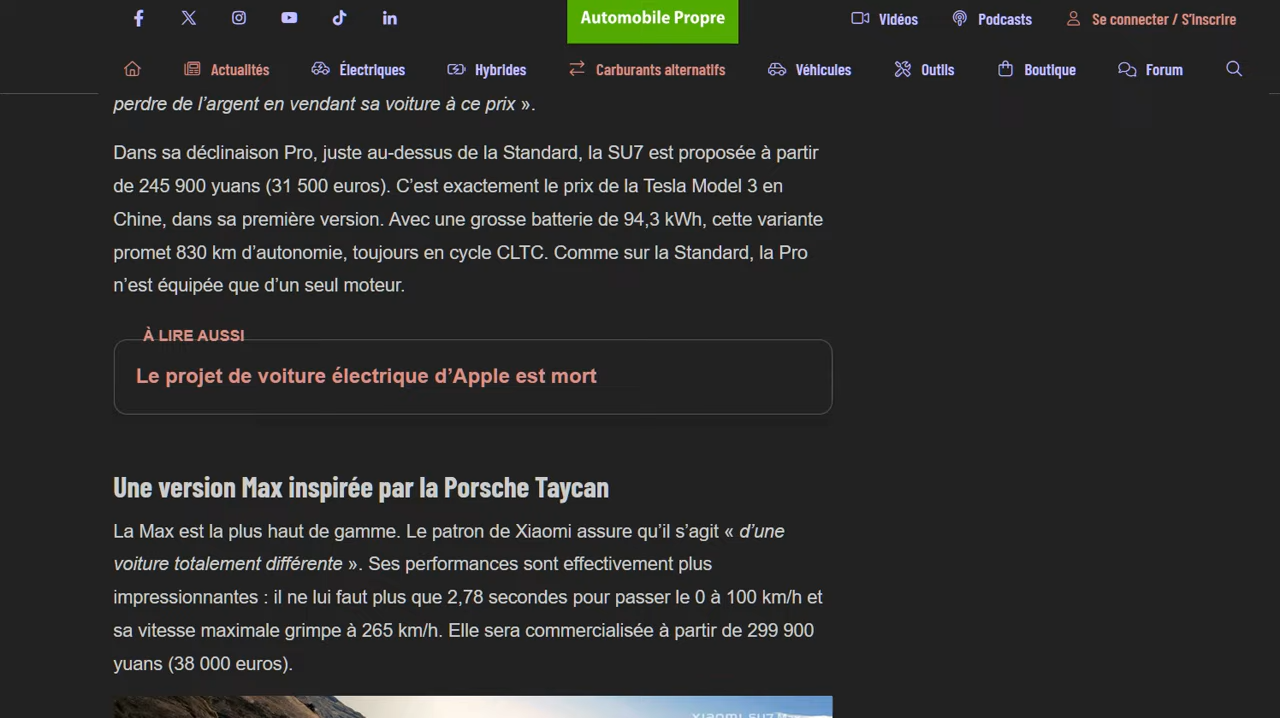 Automobile Propre
Vidéos Podcasts Se connecter / S'inscrire
Actualités Électriques Hybrides Carburants alternatifs Véhicules Outils Boutique Forum
perdre de l’argent en vendant sa voiture à ce prix ».
Dans sa déclinaison Pro, juste au-dessus de la Standard, la SU7 est proposée à partir
de 245 900 yuans (31 500 euros). C’est exactement le prix de la Tesla Model 3 en
Chine, dans sa première version. Avec une grosse batterie de 94,3 kWh, cette variante
promet 830 km d’autonomie, toujours en cycle CLTC. Comme sur la Standard, la Pro
n’est équipée que d’un seul moteur.
À LIRE AUSSI
Le projet de voiture électrique d’Apple est mort
Une version Max inspirée par la Porsche Taycan
La Max est la plus haut de gamme. Le patron de Xiaomi assure qu’il s’agit « d’une
voiture totalement différente ». Ses performances sont effectivement plus
impressionnantes : il ne lui faut plus que 2,78 secondes pour passer le 0 à 100 km/h et
sa vitesse maximale grimpe à 265 km/h. Elle sera commercialisée à partir de 299 900
yuans (38 000 euros).
XIAOMI SU7